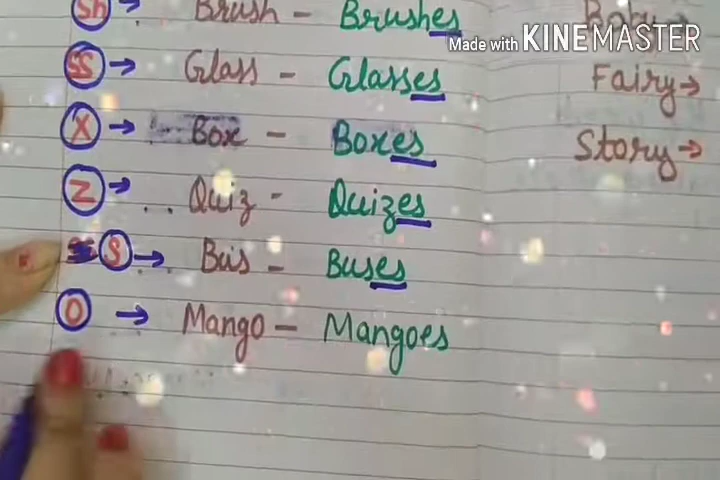 Sh → Brush - Brushes
Made with KINEMASTER
SS → Glass - Glasses
X → Box - Boxes
Z → Quiz - Quizes
S → Bus - Buses
O → Mango - Mangoes
Baby →
Fairy →
Story →